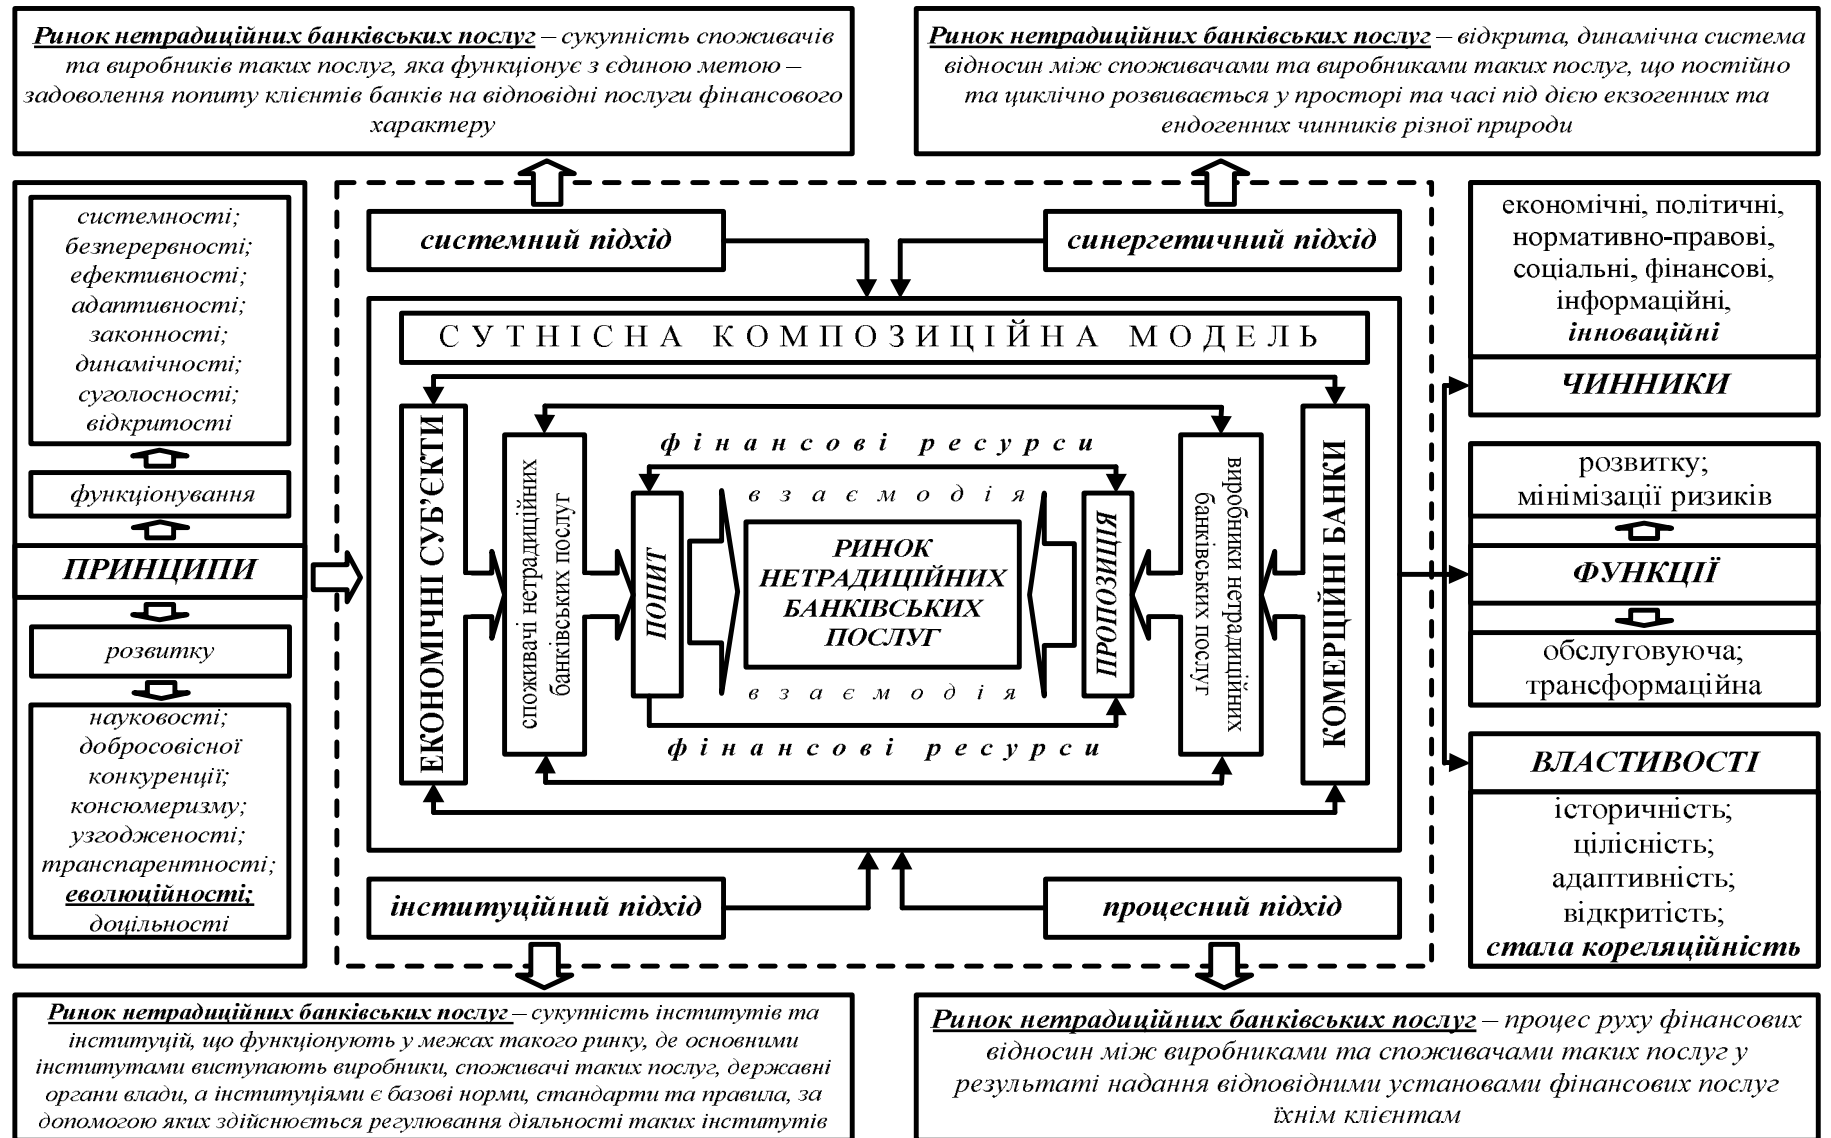 Ринок нетрадиційних банківських послуг – сукупність споживачів
та виробників таких послуг, яка функціонує з єдиною метою –
задоволення попиту клієнтів банків на відповідні послуги фінансового
характеру
Ринок нетрадиційних банківських послуг – відкрита, динамічна система
відносин між споживачами та виробниками таких послуг, що постійно
та циклічно розвивається у просторі та часі під дією екзогенних та
ендогенних чинників різної природи
системності;
безперервності;
ефективності;
адаптивності;
законності;
динамічності;
суголосності;
відкритості
функціонування
ПРИНЦИПИ
розвитку
науковості;
добросовісної
конкуренції;
консюмеризму;
узгодженості;
транспарентності;
еволюційності;
доцільності
системний підхід
синергетичний підхід
СУТНІСНА КОМПОЗИЦІЙНА МОДЕЛЬ
ЕКОНОМІЧНІ СУБ’ЄКТИ
споживачі нетрадиційних
банківських послуг
ПОПИТ
фінансові ресурси
взаємодія
РИНОК
НЕТРАДИЦІЙНИХ
БАНКІВСЬКИХ
ПОСЛУГ
взаємодія
фінансові ресурси
ПРОПОЗИЦІЯ
виробники нетрадиційних
банківських послуг
КОМЕРЦІЙНІ БАНКИ
інституційний підхід
процесний підхід
економічні, політичні,
нормативно-правові,
соціальні, фінансові,
інформаційні,
інноваційні
ЧИННИКИ
розвитку;
мінімізації ризиків
ФУНКЦІЇ
обслуговуюча;
трансформаційна
ВЛАСТИВОСТІ
історичність;
цілісність;
адаптивність;
відкритість;
стала кореляційність
Ринок нетрадиційних банківських послуг – сукупність інститутів та
інституцій, що функціонують у межах такого ринку, де основними
інститутами виступають виробники, споживачі таких послуг, державні
органи влади, а інституціями є базові норми, стандарти та правила, за
допомогою яких здійснюється регулювання діяльності таких інститутів
Ринок нетрадиційних банківських послуг – процес руху фінансових
відносин між виробниками та споживачами таких послуг у
результаті надання відповідними установами фінансових послуг
їхнім клієнтам